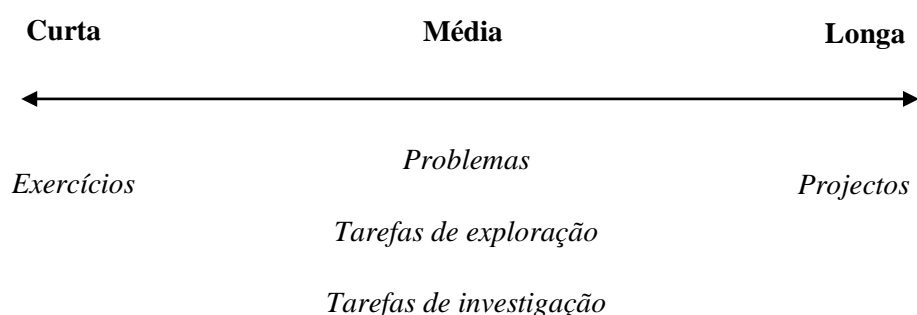 Curta Média Longa
Problemas
Exercícios Projectos
Tarefas de exploração
Tarefas de investigação